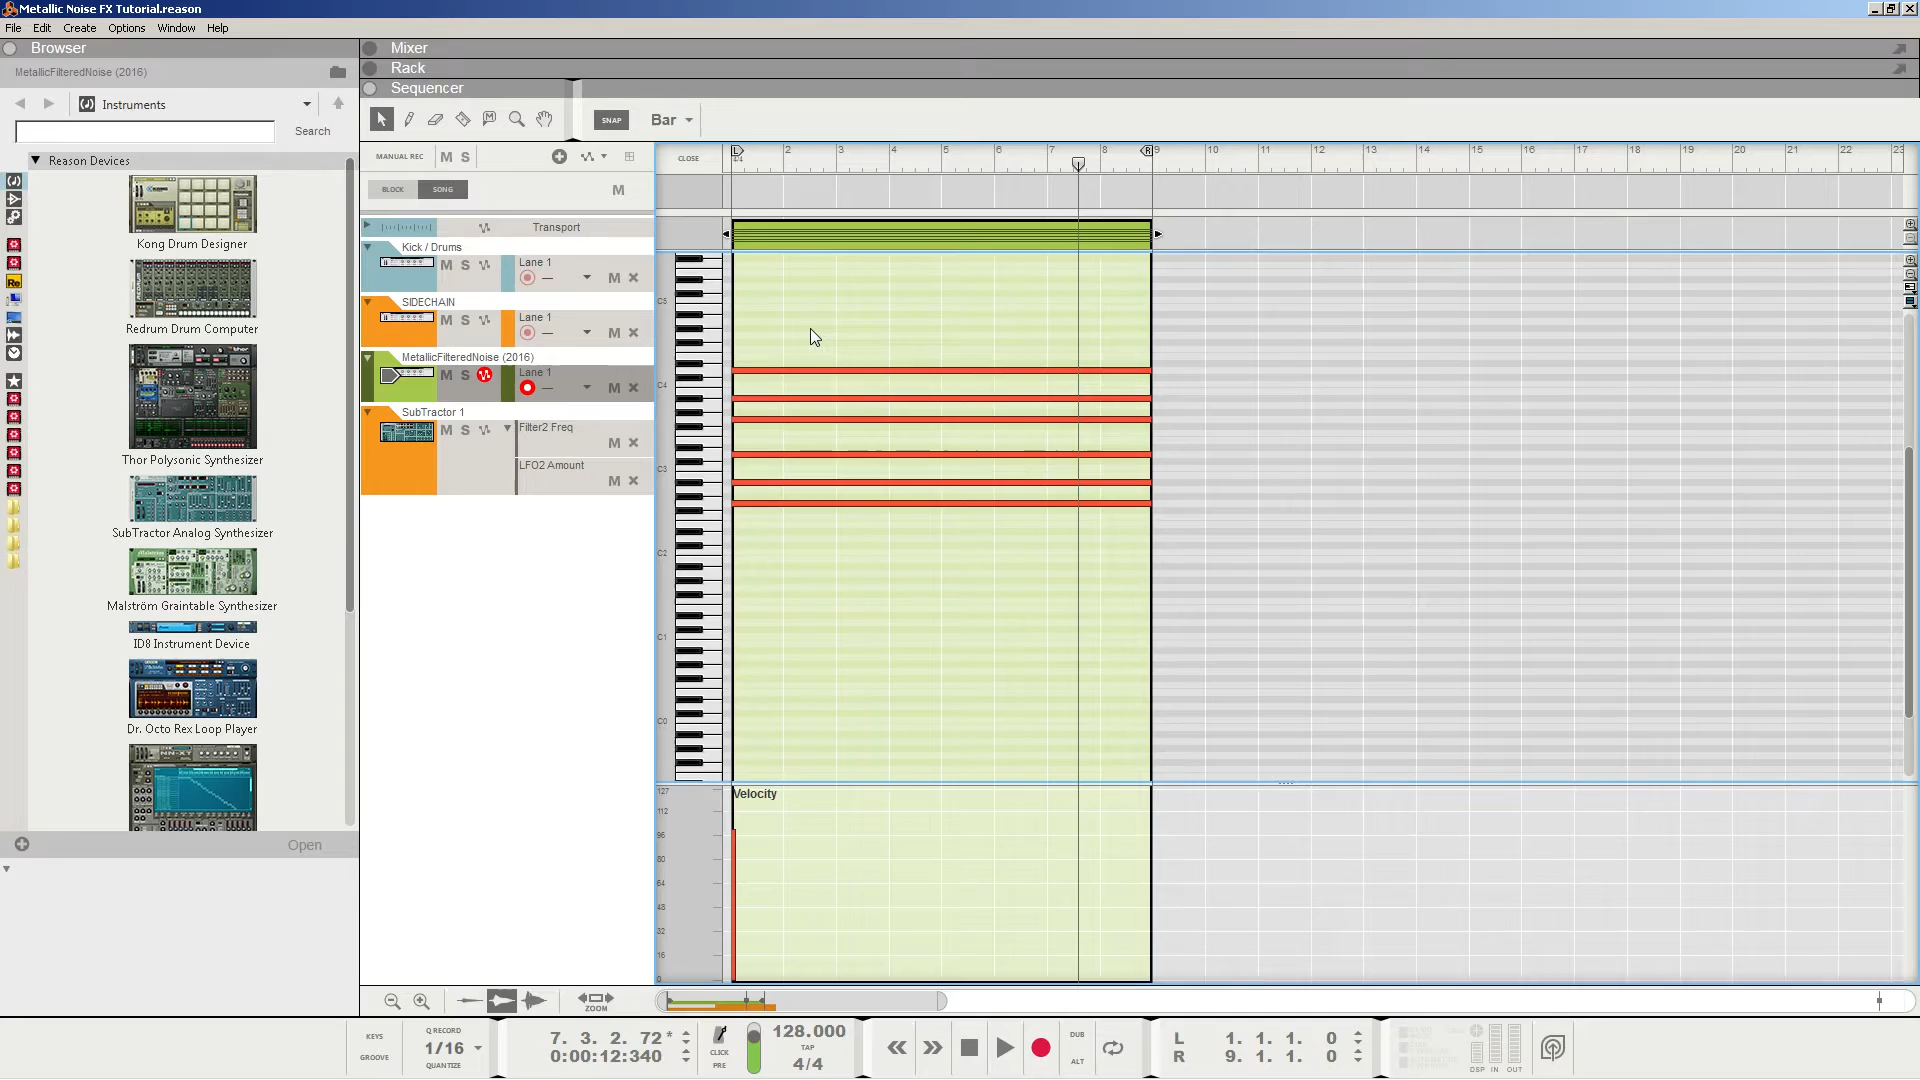 Metallic Noise FX Tutorial.reason
File Edit Create Options Window Help
Browser
MetallicFilteredNoise (2016)
Instruments
Search
Reason Devices
Kong Drum Designer
Redrum Drum Computer
Thor Polysonic Synthesizer
SubTractor Analog Synthesizer
Malström Graintable Synthesizer
ID8 Instrument Device
Dr. Octo Rex Loop Player
Open
Mixer
Rack
Sequencer
SNAP Bar
MANUAL REC M S
BLOCK SONG M
Transport
Kick / Drums
M S Lane 1
M
SIDECHAIN
M S Lane 1
M
MetallicFilteredNoise (2016)
M S Lane 1
M
SubTractor 1
M S Filter2 Freq
M
LFO2 Amount
M
CLOSE
L 2 3 4 5 6 7 8 R 9 10 11 12 13 14 15 16 17 18 19 20 21 22 23
4/4
C5
C4
C3
C2
C1
C0
Velocity
127
112
96
80
64
48
32
16
0
ZOOM
KEYS
GROOVE
Q RECORD
1/16
QUANTIZE
7. 3. 2. 72 *
0:00:12:340
CLICK
PRE
128.000
TAP
4/4
DUB
ALT
L 1. 1. 1. 0
R 9. 1. 1. 0
DSP IN OUT